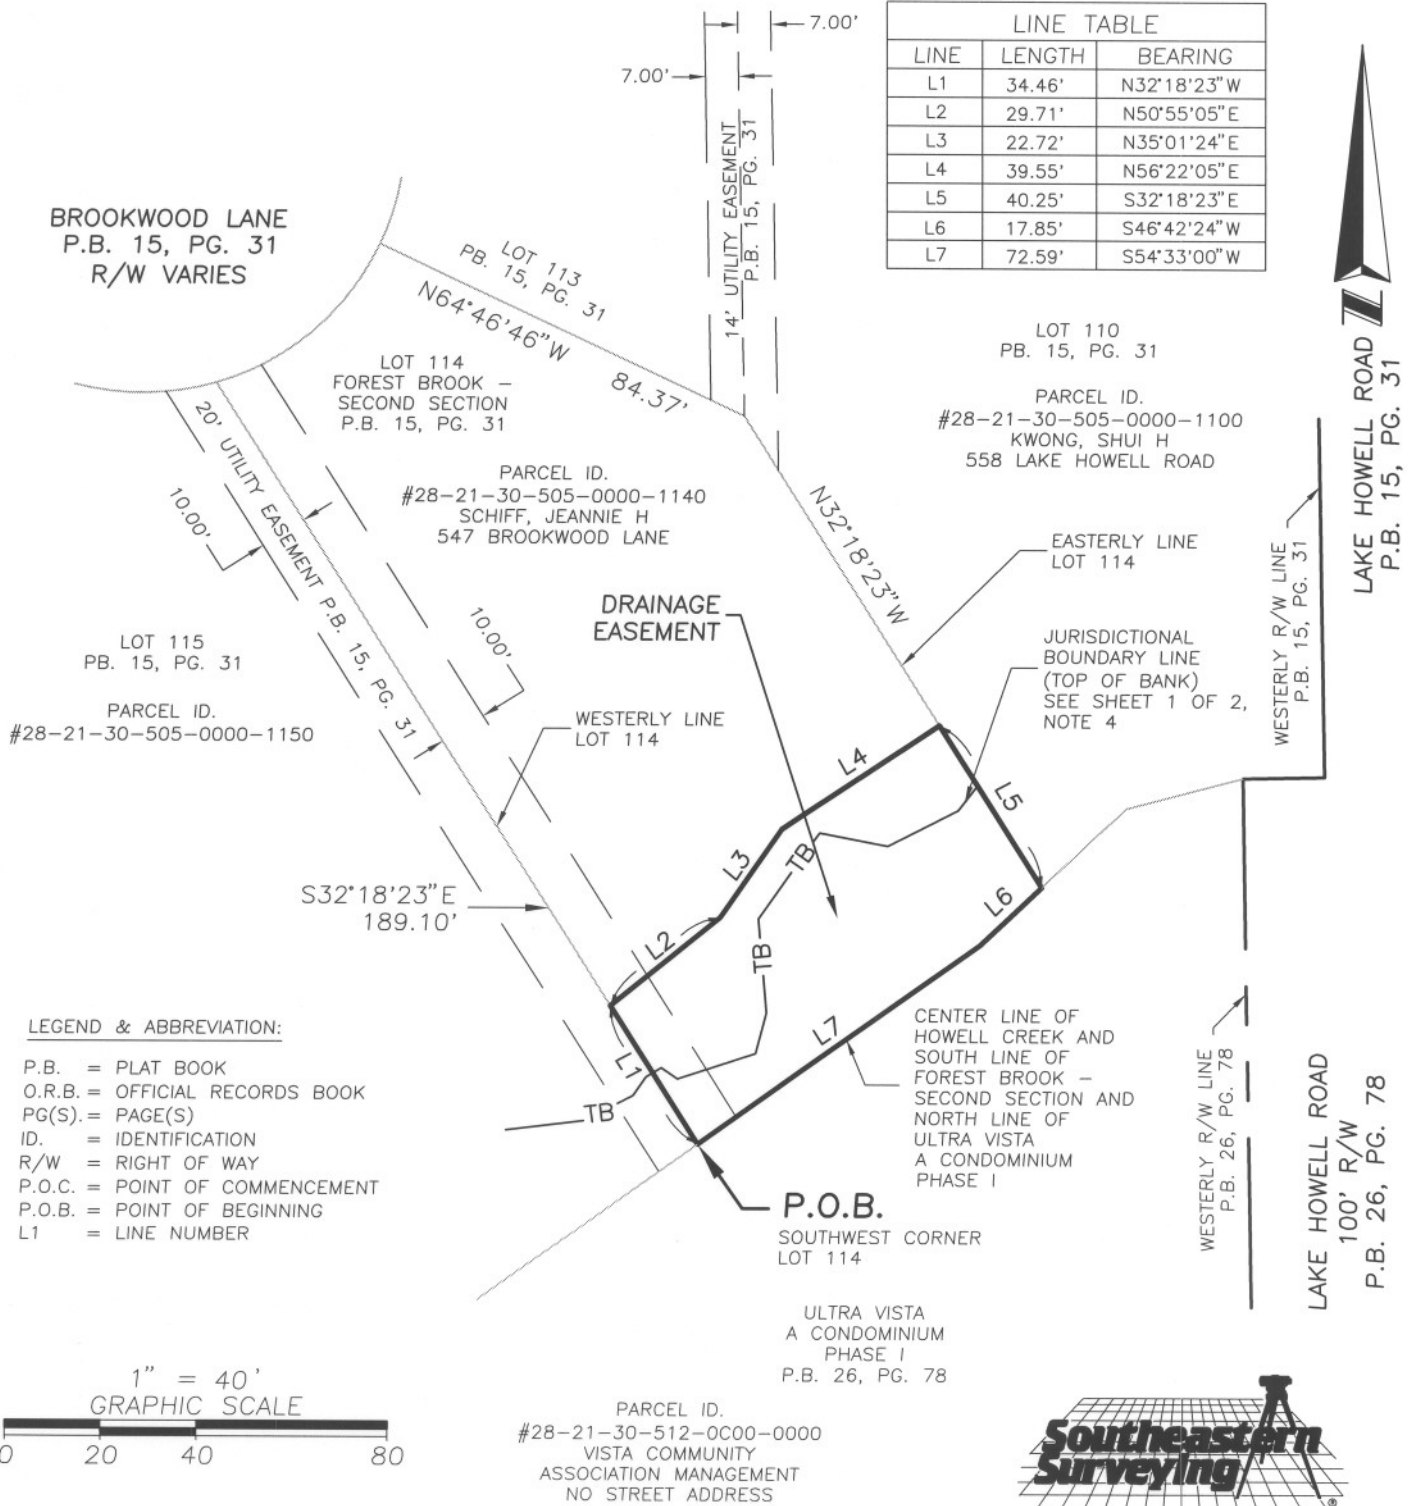 7.00'
7.00'
14' UTILITY EASEMENT
P.B. 15, PG. 31
LINE TABLE
LINE LENGTH BEARING
L1 34.46' N32°18'23"W
L2 29.71' N50°55'05"E
L3 22.72' N35°01'24"E
L4 39.55' N56°22'05"E
L5 40.25' S32°18'23"E
L6 17.85' S46°42'24"W
L7 72.59' S54°33'00"W
N
BROOKWOOD LANE
P.B. 15, PG. 31
R/W VARIES
LOT 113
PB. 15, PG. 31
N64°46'46"W 84.37'
LOT 114
FOREST BROOK –
SECOND SECTION
P.B. 15, PG. 31
PARCEL ID.
#28-21-30-505-0000-1140
SCHIFF, JEANNIE H
547 BROOKWOOD LANE
LOT 110
PB. 15, PG. 31
PARCEL ID.
#28-21-30-505-0000-1100
KWONG, SHUI H
558 LAKE HOWELL ROAD
LAKE HOWELL ROAD
P.B. 15, PG. 31
WESTERLY R/W LINE
P.B. 15, PG. 31
20' UTILITY EASEMENT P.B. 15, PG. 31
10.00'
10.00'
N32°18'23"W
EASTERLY LINE
LOT 114
DRAINAGE
EASEMENT
JURISDICTIONAL
BOUNDARY LINE
(TOP OF BANK)
SEE SHEET 1 OF 2,
NOTE 4
LOT 115
PB. 15, PG. 31
PARCEL ID.
#28-21-30-505-0000-1150
WESTERLY LINE
LOT 114
S32°18'23"E
189.10'
L4
L5
L3
TB
L6
L2
TB
L7
L1
TB
CENTER LINE OF
HOWELL CREEK AND
SOUTH LINE OF
FOREST BROOK –
SECOND SECTION AND
NORTH LINE OF
ULTRA VISTA
A CONDOMINIUM
PHASE I
WESTERLY R/W LINE
P.B. 26, PG. 78
LAKE HOWELL ROAD
100' R/W
P.B. 26, PG. 78
LEGEND & ABBREVIATION:
P.B. = PLAT BOOK
O.R.B. = OFFICIAL RECORDS BOOK
PG(S). = PAGE(S)
ID. = IDENTIFICATION
R/W = RIGHT OF WAY
P.O.C. = POINT OF COMMENCEMENT
P.O.B. = POINT OF BEGINNING
L1 = LINE NUMBER
P.O.B.
SOUTHWEST CORNER
LOT 114
ULTRA VISTA
A CONDOMINIUM
PHASE I
P.B. 26, PG. 78
1" = 40'
GRAPHIC SCALE
0 20 40 80
PARCEL ID.
#28-21-30-512-0C00-0000
VISTA COMMUNITY
ASSOCIATION MANAGEMENT
NO STREET ADDRESS
Southeastern
Surveying
®